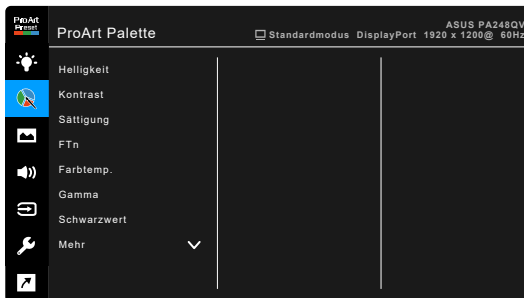 ProArt
Preset
ProArt Palette
ASUS PA248QV
Standardmodus DisplayPort 1920 x 1200@ 60Hz
Helligkeit
Kontrast
Sättigung
FTn
Farbtemp.
Gamma
Schwarzwert
Mehr